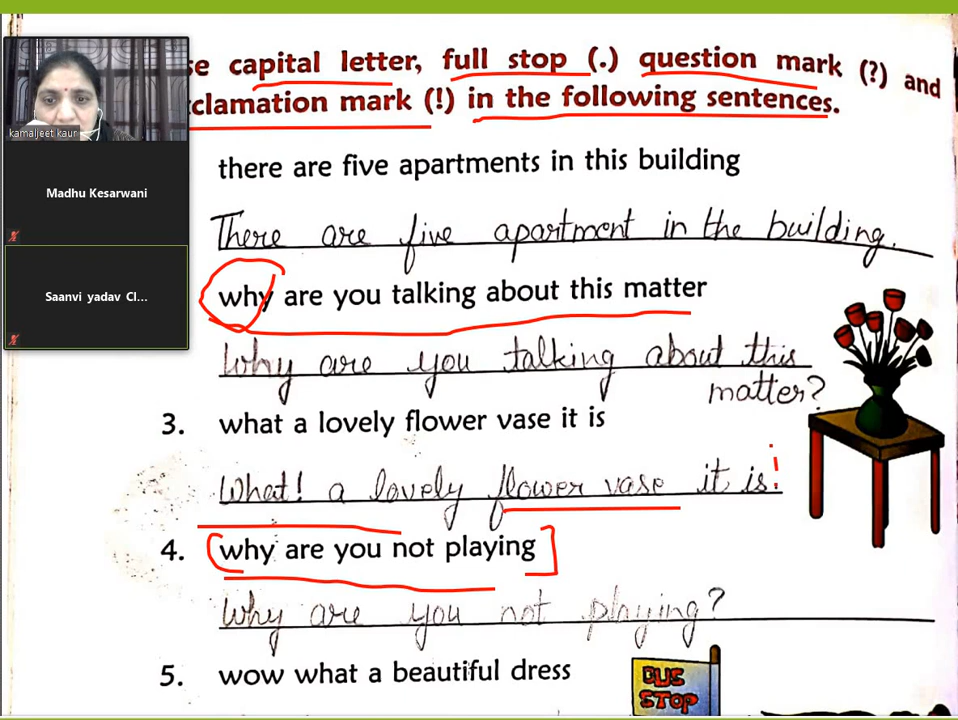 se capital letter, full stop (.) question mark (?) and
clamation mark (!) in the following sentences.
kamaljeet kaur
Madhu Kesarwani
Saanvi yadav Cl...
there are five apartments in this building
There are five apartment in the building.
why are you talking about this matter
Why are you talking about this
matter?
3. what a lovely flower vase it is
What! a lovely flower vase it is!
4. why are you not playing
Why are you not playing?
5. wow what a beautiful dress
BUS
STOP